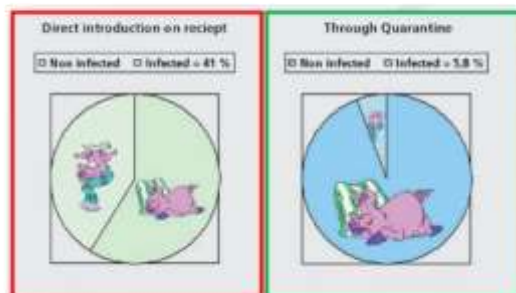 Direct introduction on reciept
Non infected Infected = 41 %
Through Quarantine
Non infected Infected = 5,8 %